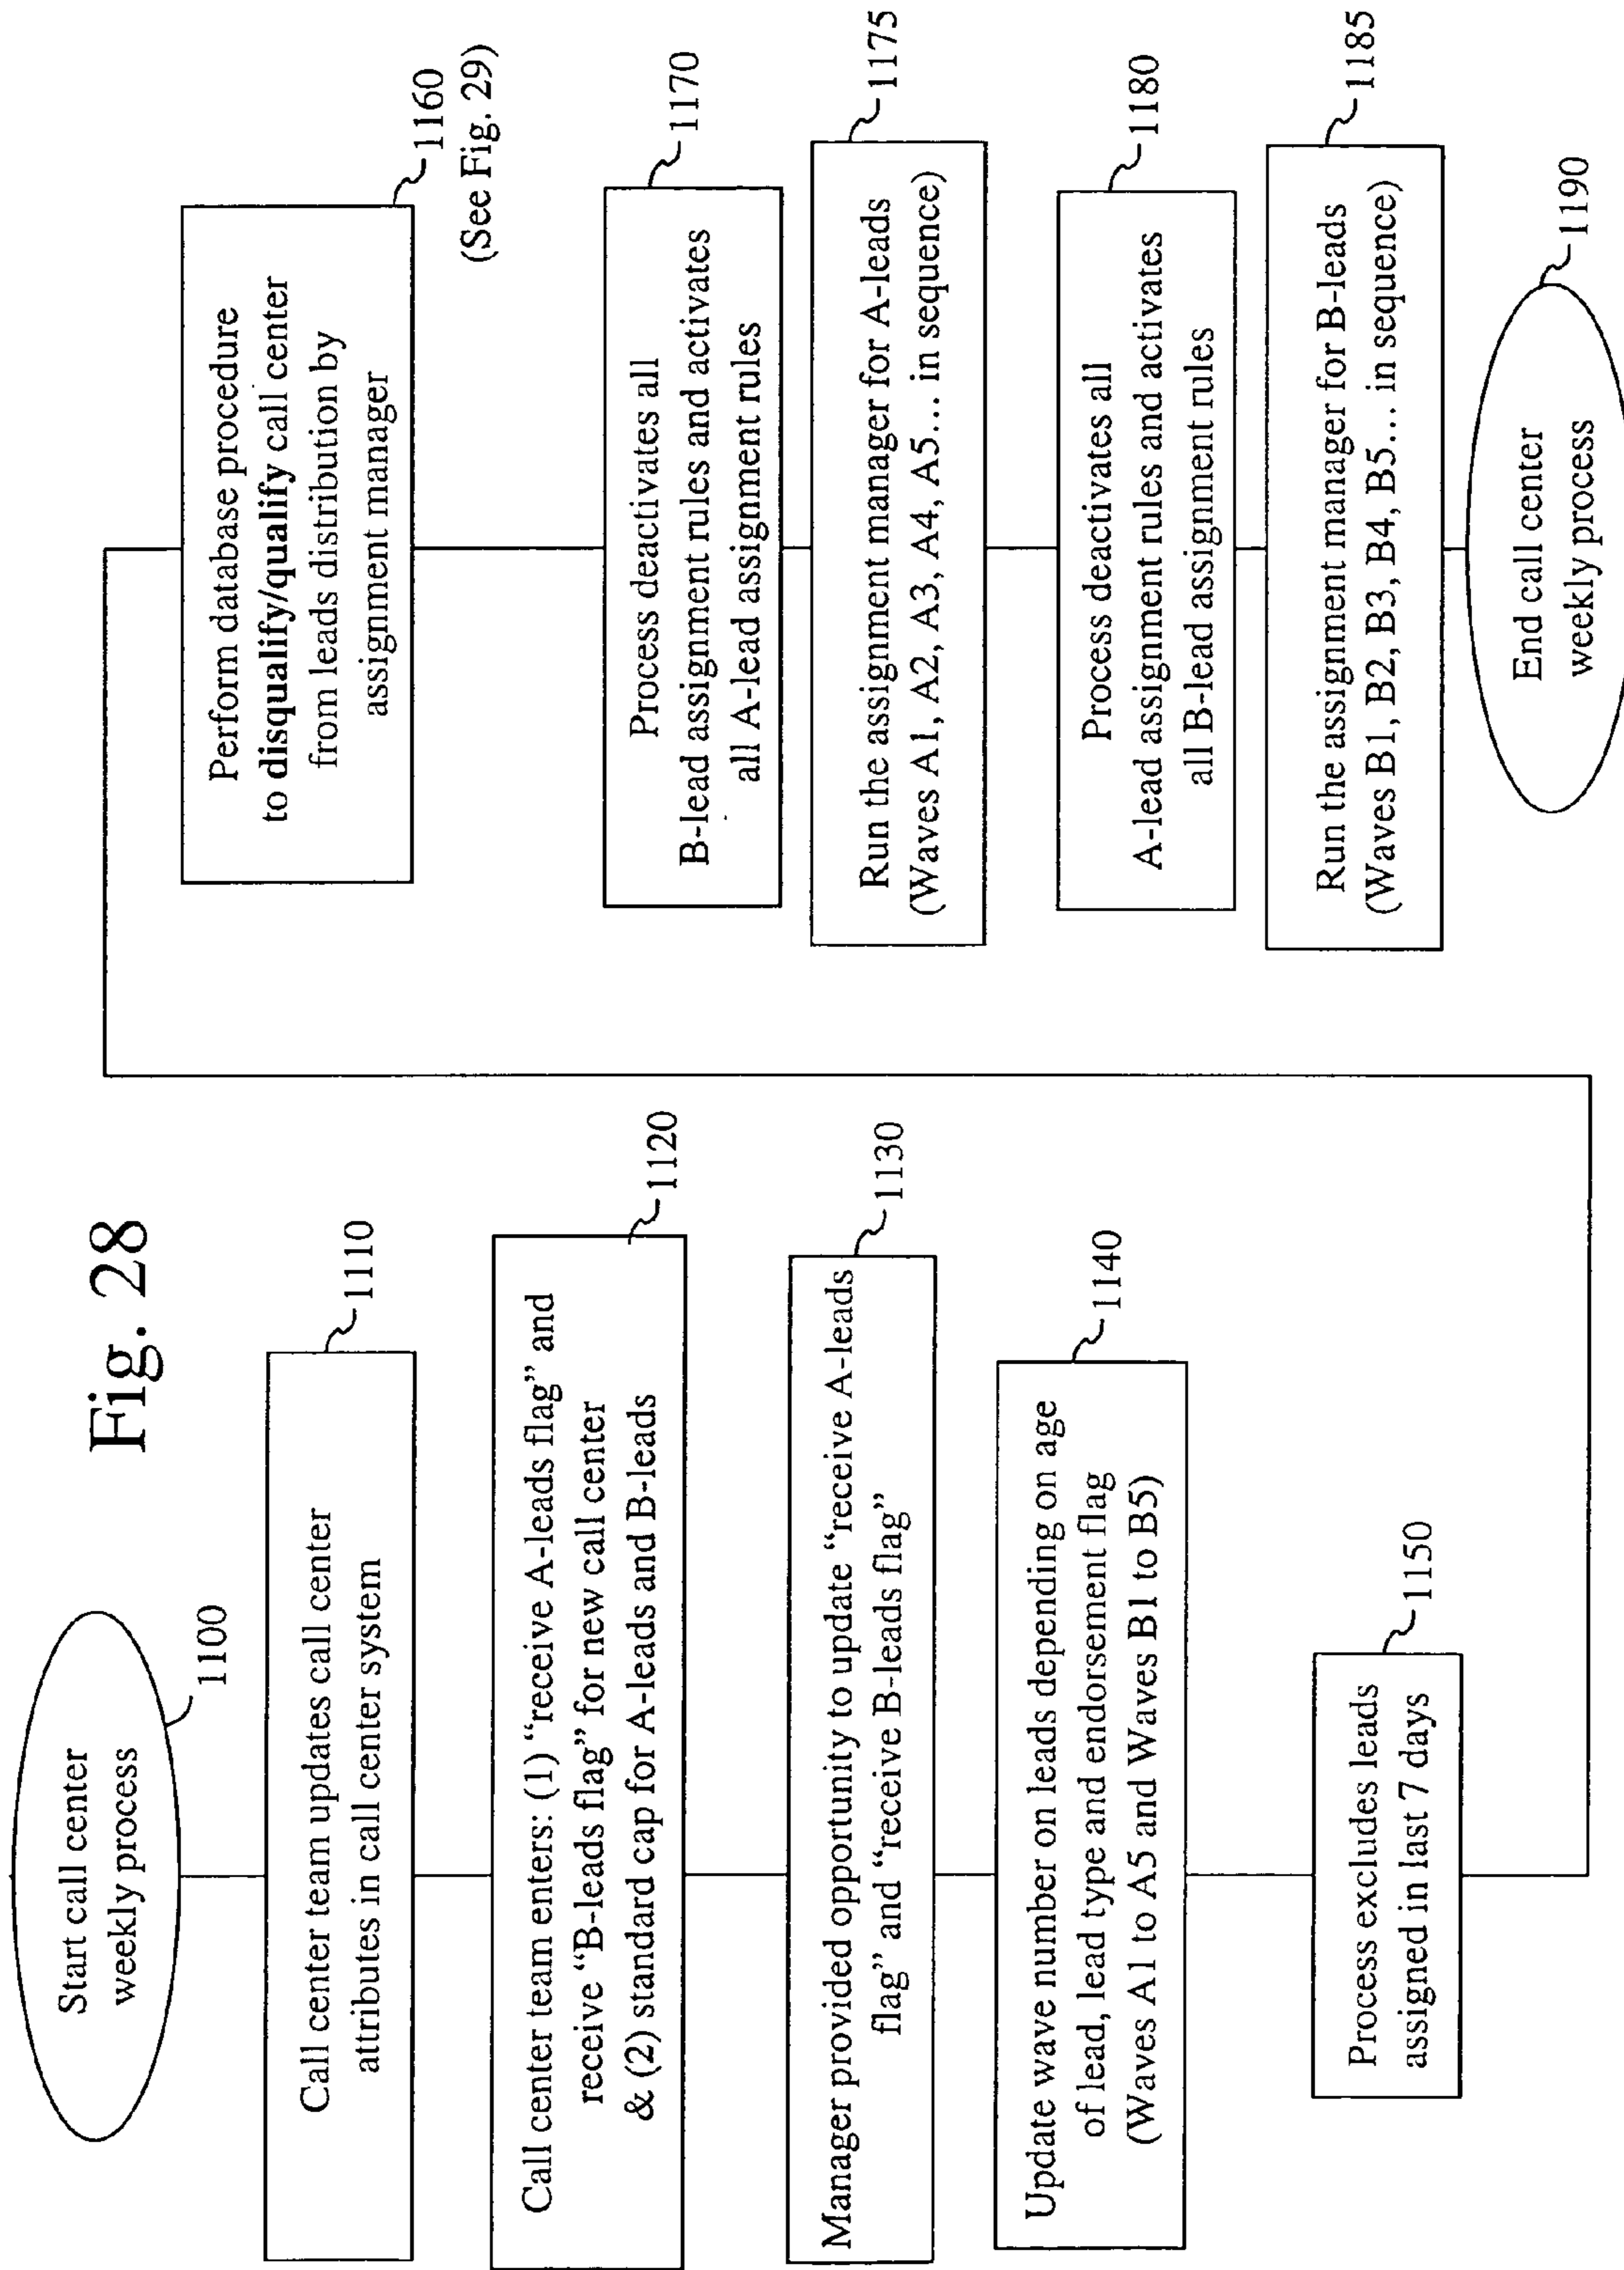 Fig. 28
Start call center
weekly process
1100
Call center team updates call center
attributes in call center system
1110
Call center team enters: (1) “receive A-leads flag” and
receive “B-leads flag” for new call center
& (2) standard cap for A-leads and B-leads
1120
Manager provided opportunity to update “receive A-leads
flag” and “receive B-leads flag”
1130
Update wave number on leads depending on age
of lead, lead type and endorsement flag
(Waves A1 to A5 and Waves B1 to B5)
1140
Process excludes leads
assigned in last 7 days
1150
Perform database procedure
to disqualify/qualify call center
from leads distribution by
assignment manager
1160
(See Fig. 29)
Process deactivates all
B-lead assignment rules and activates
all A-lead assignment rules
1170
Run the assignment manager for A-leads
(Waves A1, A2, A3, A4, A5... in sequence)
1175
Process deactivates all
A-lead assignment rules and activates
all B-lead assignment rules
1180
Run the assignment manager for B-leads
(Waves B1, B2, B3, B4, B5... in sequence)
1185
End call center
weekly process
1190